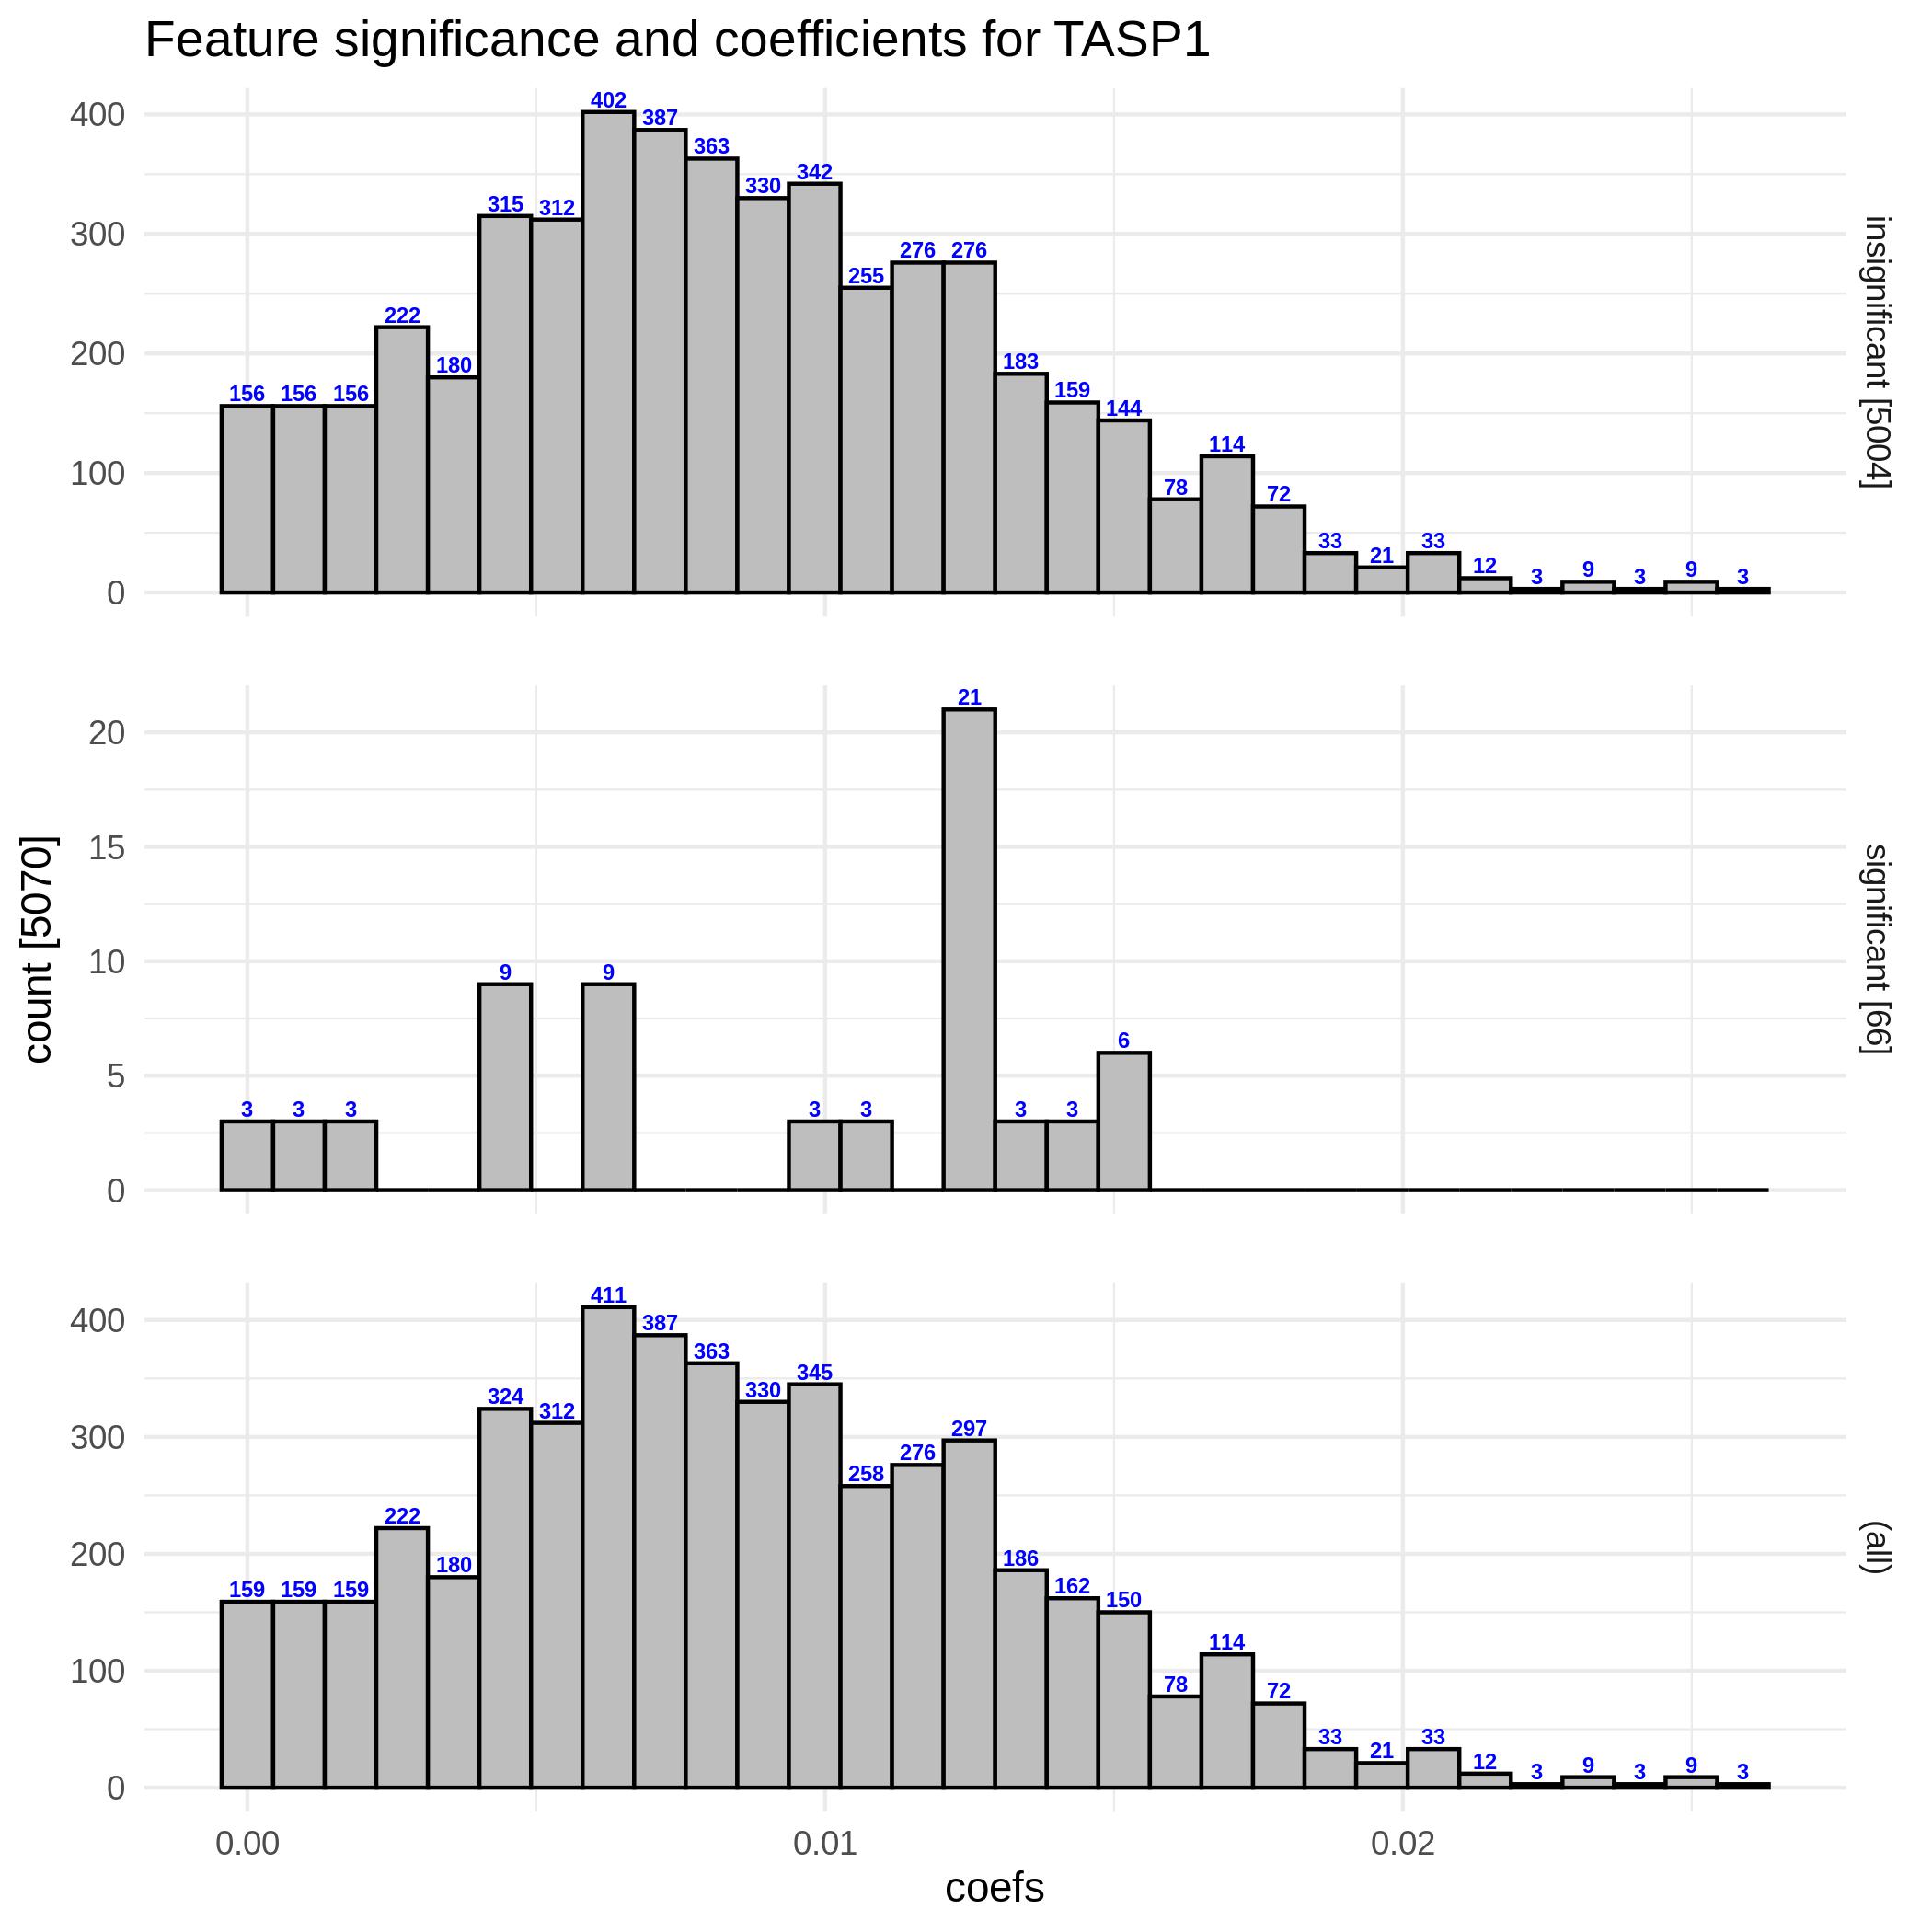 Feature significance and coefficients for TASP1
count [5070]
400
300
200
100
0
156 156 156 222 180 315 312 402 387 363 330 342 255 276 276 183 159 144 78 114 72 33 21 33 12 3 9 3 9 3
insignificant [5004]
20
15
10
5
0
3 3 3 9 9 3 3 21 3 3 6
significant [66]
400
300
200
100
0
159 159 159 222 180 324 312 411 387 363 330 345 258 276 297 186 162 150 78 114 72 33 21 33 12 3 9 3 9 3
(all)
0.00 0.01 0.02
coefs